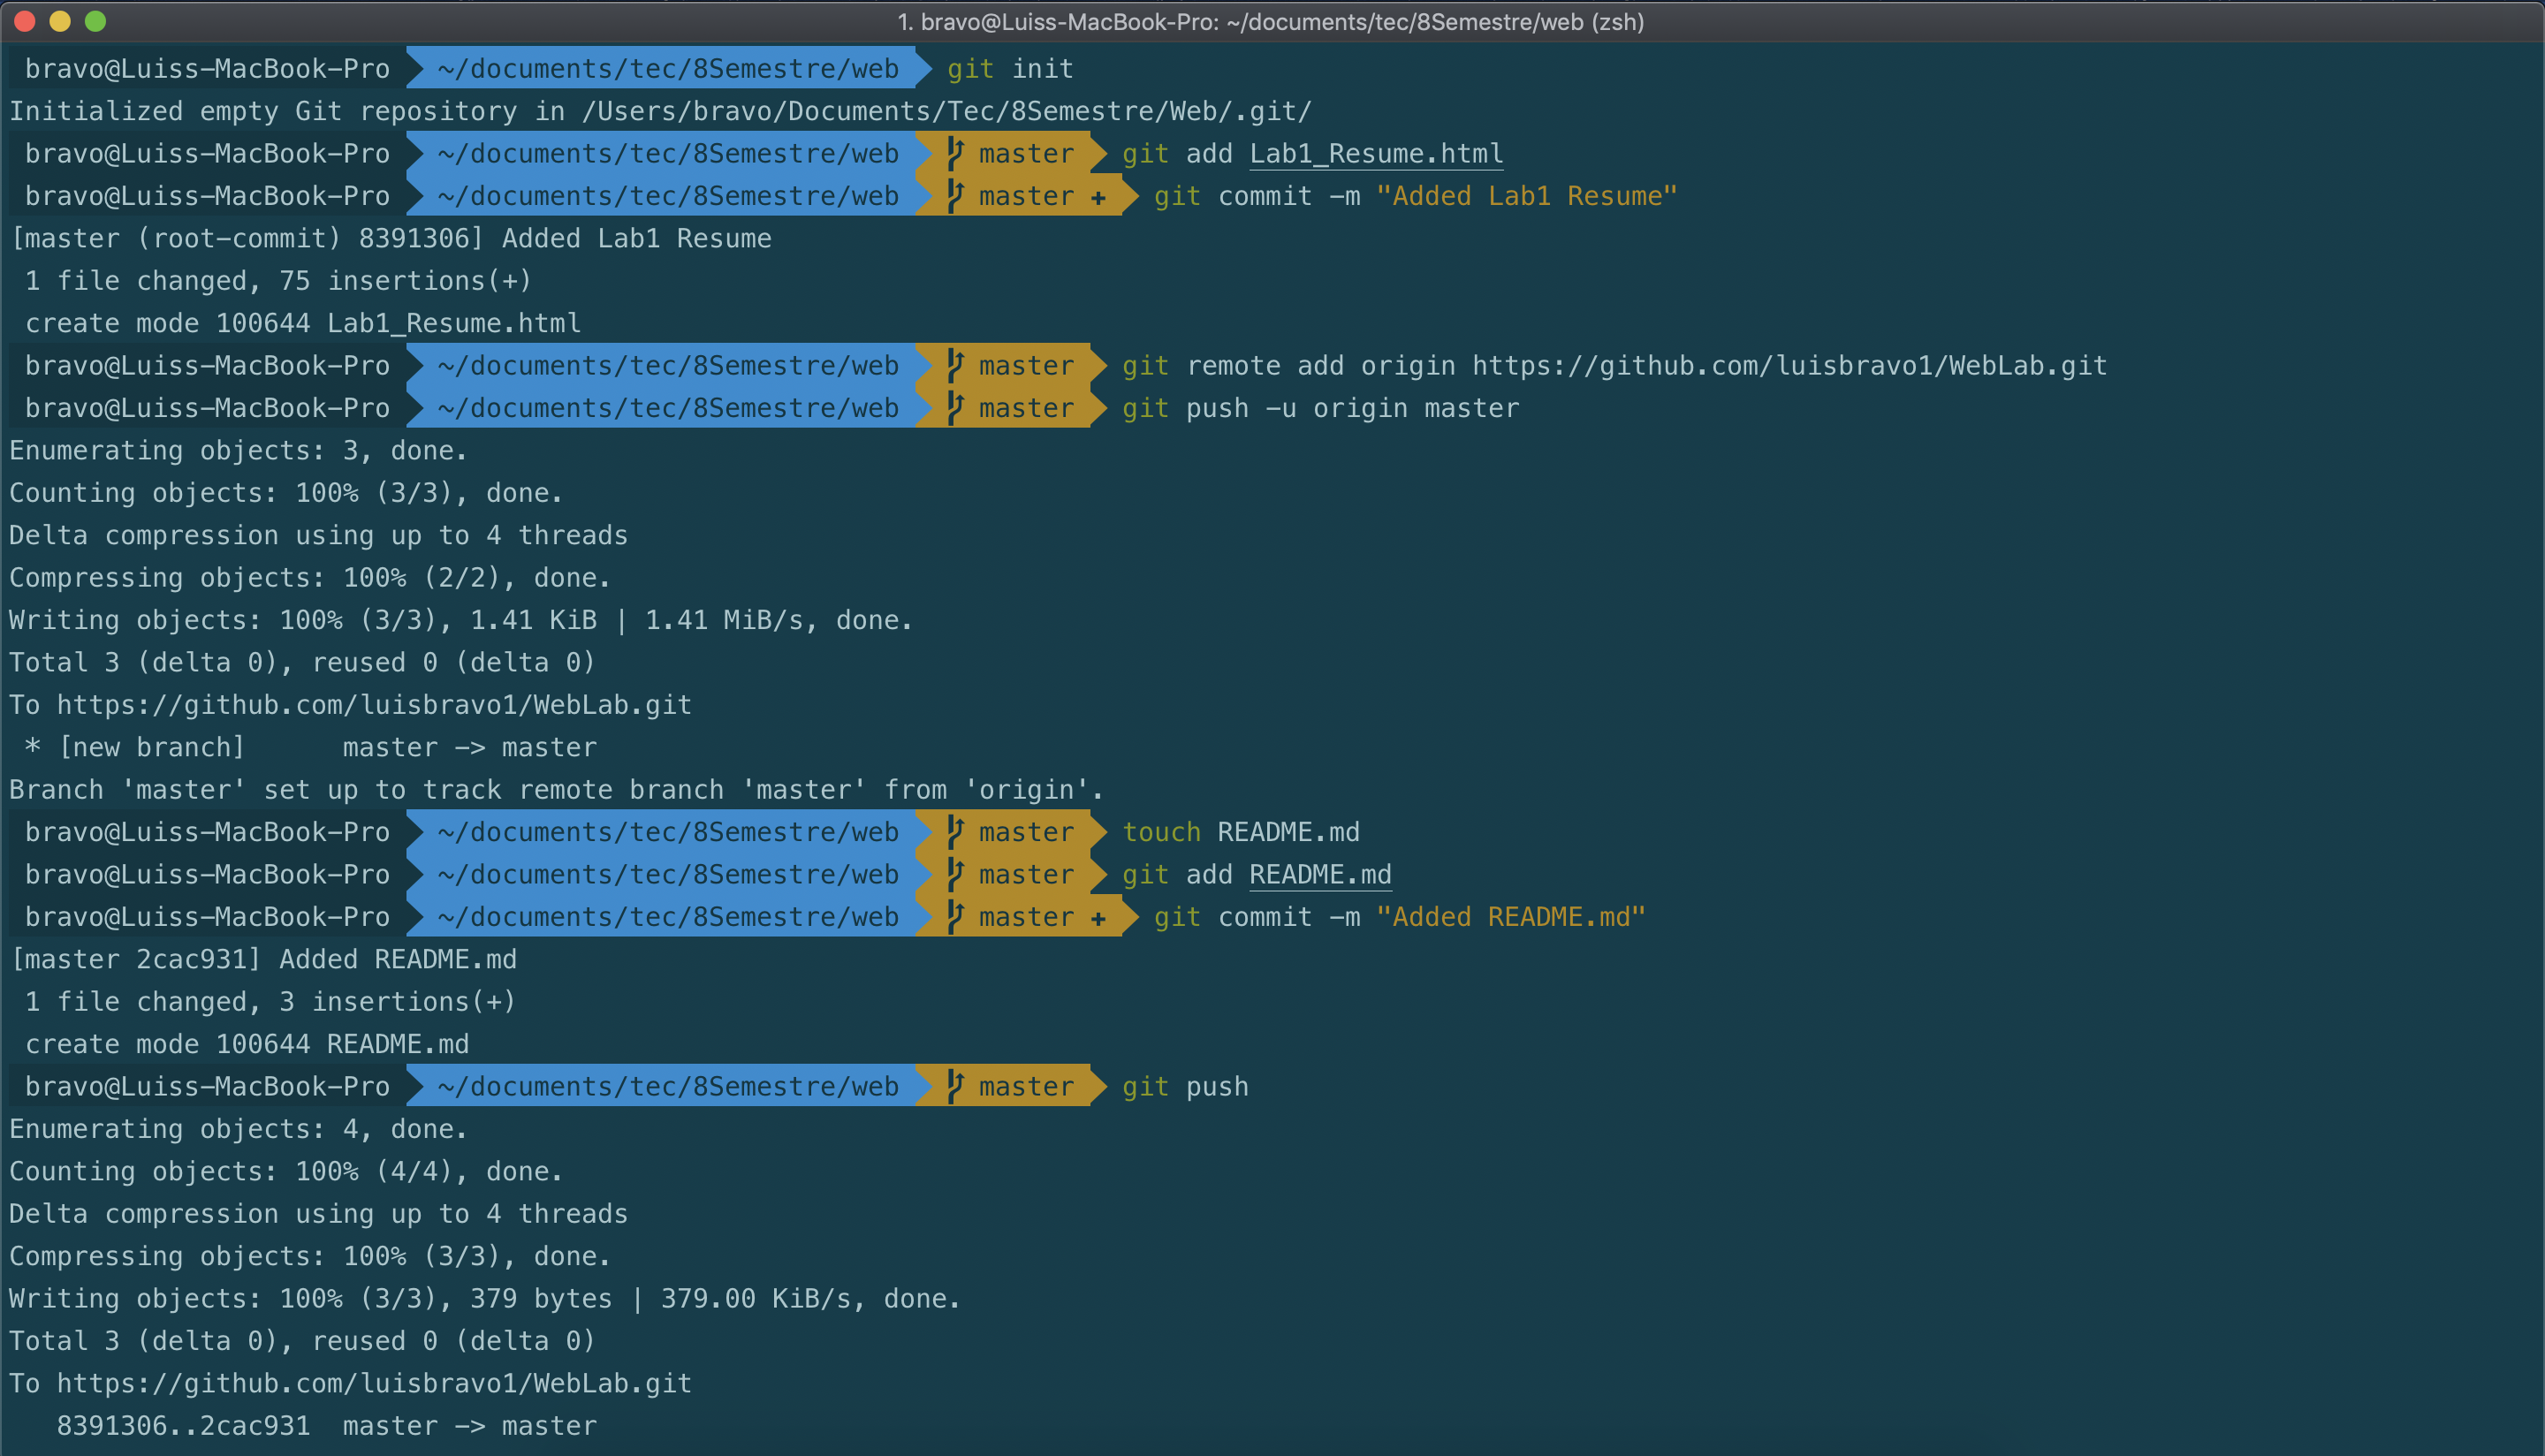 1. bravo@Luiss-MacBook-Pro: ~/documents/tec/8Semestre/web (zsh)
bravo@Luiss-MacBook-Pro ~/documents/tec/8Semestre/web git init
Initialized empty Git repository in /Users/bravo/Documents/Tec/8Semestre/Web/.git/
bravo@Luiss-MacBook-Pro ~/documents/tec/8Semestre/web master git add Lab1_Resume.html
bravo@Luiss-MacBook-Pro ~/documents/tec/8Semestre/web master + git commit -m "Added Lab1 Resume"
[master (root-commit) 8391306] Added Lab1 Resume
1 file changed, 75 insertions(+)
create mode 100644 Lab1_Resume.html
bravo@Luiss-MacBook-Pro ~/documents/tec/8Semestre/web master git remote add origin https://github.com/luisbravo1/WebLab.git
bravo@Luiss-MacBook-Pro ~/documents/tec/8Semestre/web master git push -u origin master
Enumerating objects: 3, done.
Counting objects: 100% (3/3), done.
Delta compression using up to 4 threads
Compressing objects: 100% (2/2), done.
Writing objects: 100% (3/3), 1.41 KiB | 1.41 MiB/s, done.
Total 3 (delta 0), reused 0 (delta 0)
To https://github.com/luisbravo1/WebLab.git
* [new branch] master -> master
Branch 'master' set up to track remote branch 'master' from 'origin'.
bravo@Luiss-MacBook-Pro ~/documents/tec/8Semestre/web master touch README.md
bravo@Luiss-MacBook-Pro ~/documents/tec/8Semestre/web master git add README.md
bravo@Luiss-MacBook-Pro ~/documents/tec/8Semestre/web master + git commit -m "Added README.md"
[master 2cac931] Added README.md
1 file changed, 3 insertions(+)
create mode 100644 README.md
bravo@Luiss-MacBook-Pro ~/documents/tec/8Semestre/web master git push
Enumerating objects: 4, done.
Counting objects: 100% (4/4), done.
Delta compression using up to 4 threads
Compressing objects: 100% (3/3), done.
Writing objects: 100% (3/3), 379 bytes | 379.00 KiB/s, done.
Total 3 (delta 0), reused 0 (delta 0)
To https://github.com/luisbravo1/WebLab.git
8391306..2cac931 master -> master